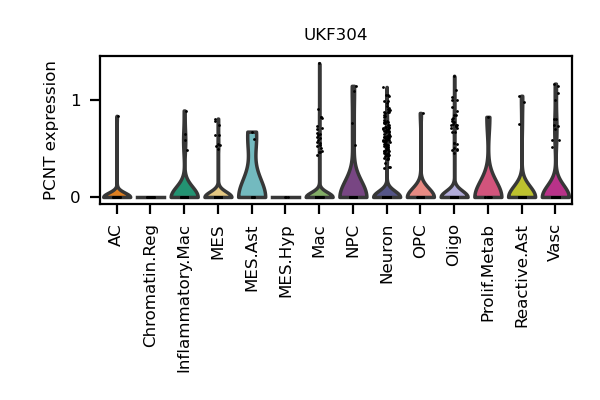 UKF304
PCNT expression
1
0
AC
Chromatin.Reg
Inflammatory.Mac
MES
MES.Ast
MES.Hyp
Mac
NPC
Neuron
OPC
Oligo
Prolif.Metab
Reactive.Ast
Vasc